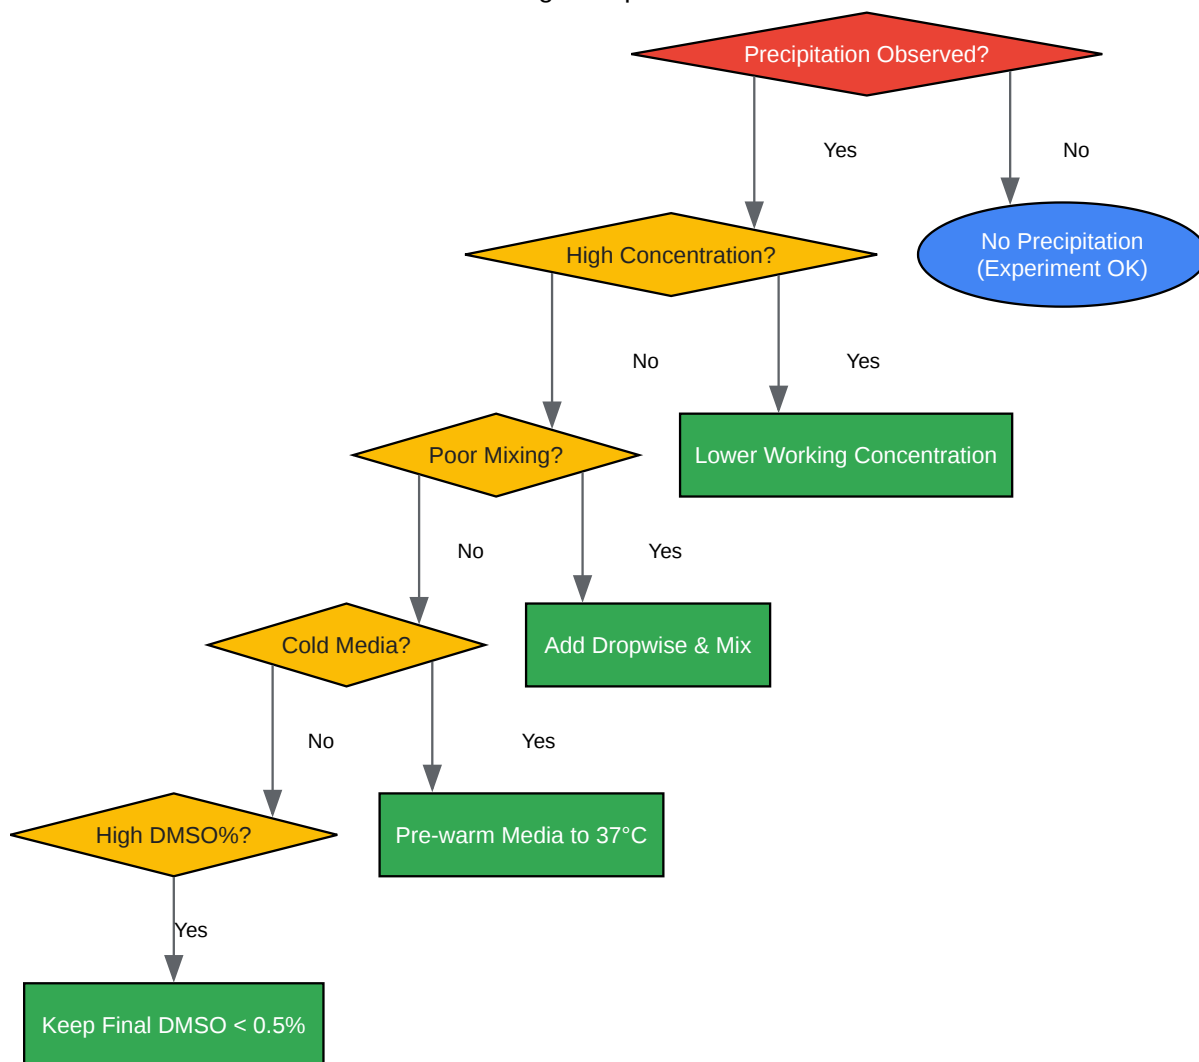 Precipitation Observed?
Yes
No
High Concentration?
No Precipitation
(Experiment OK)
No
Yes
Poor Mixing?
Lower Working Concentration
No
Yes
Cold Media?
Add Dropwise & Mix
No
Yes
High DMSO%?
Pre-warm Media to 37°C
Yes
Keep Final DMSO < 0.5%